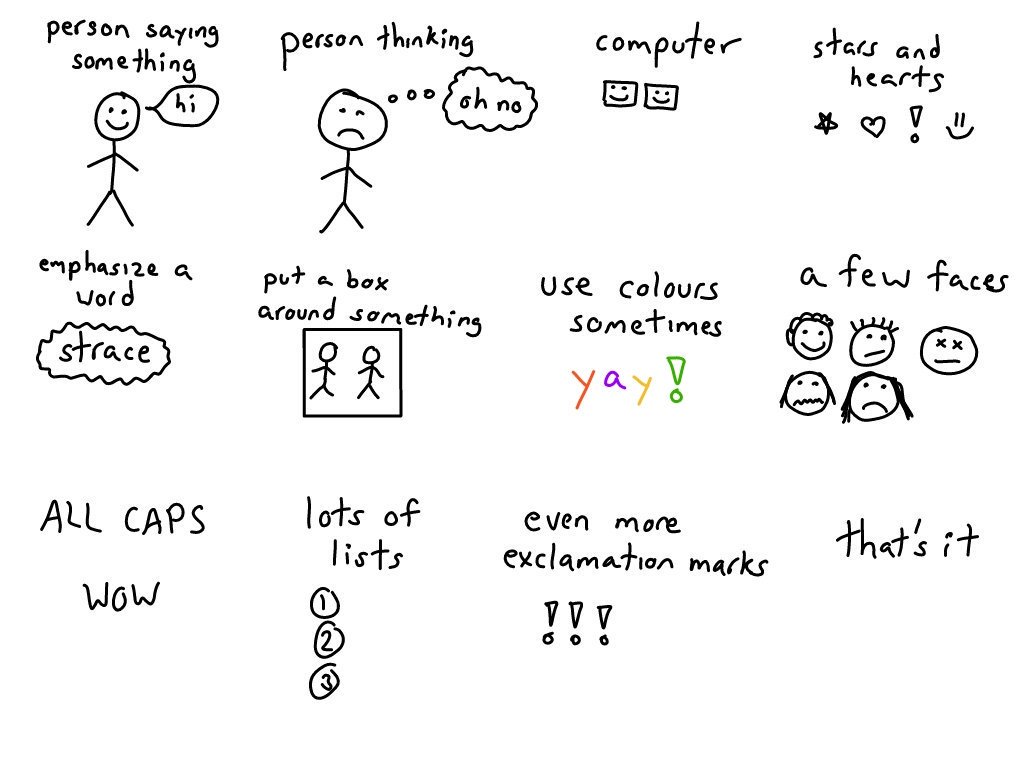 person saying
something
hi
person thinking
oh no
computer
stars and
hearts
!
emphasize a
word
strace
put a box
around something
use colours
sometimes
yay!
a few faces
ALL CAPS
WOW
lots of
lists
1
2
3
even more
exclamation marks
!!!
that's it